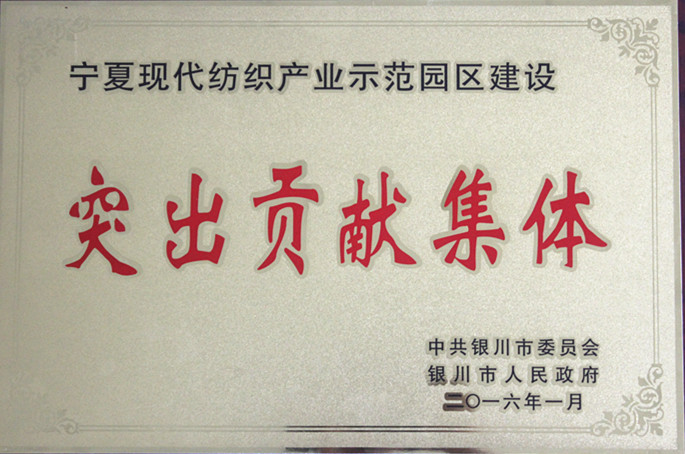 宁夏现代纺织产业示范园区建设
突出贡献集体
中共银川市委员会
银川市人民政府
二〇一六年一月